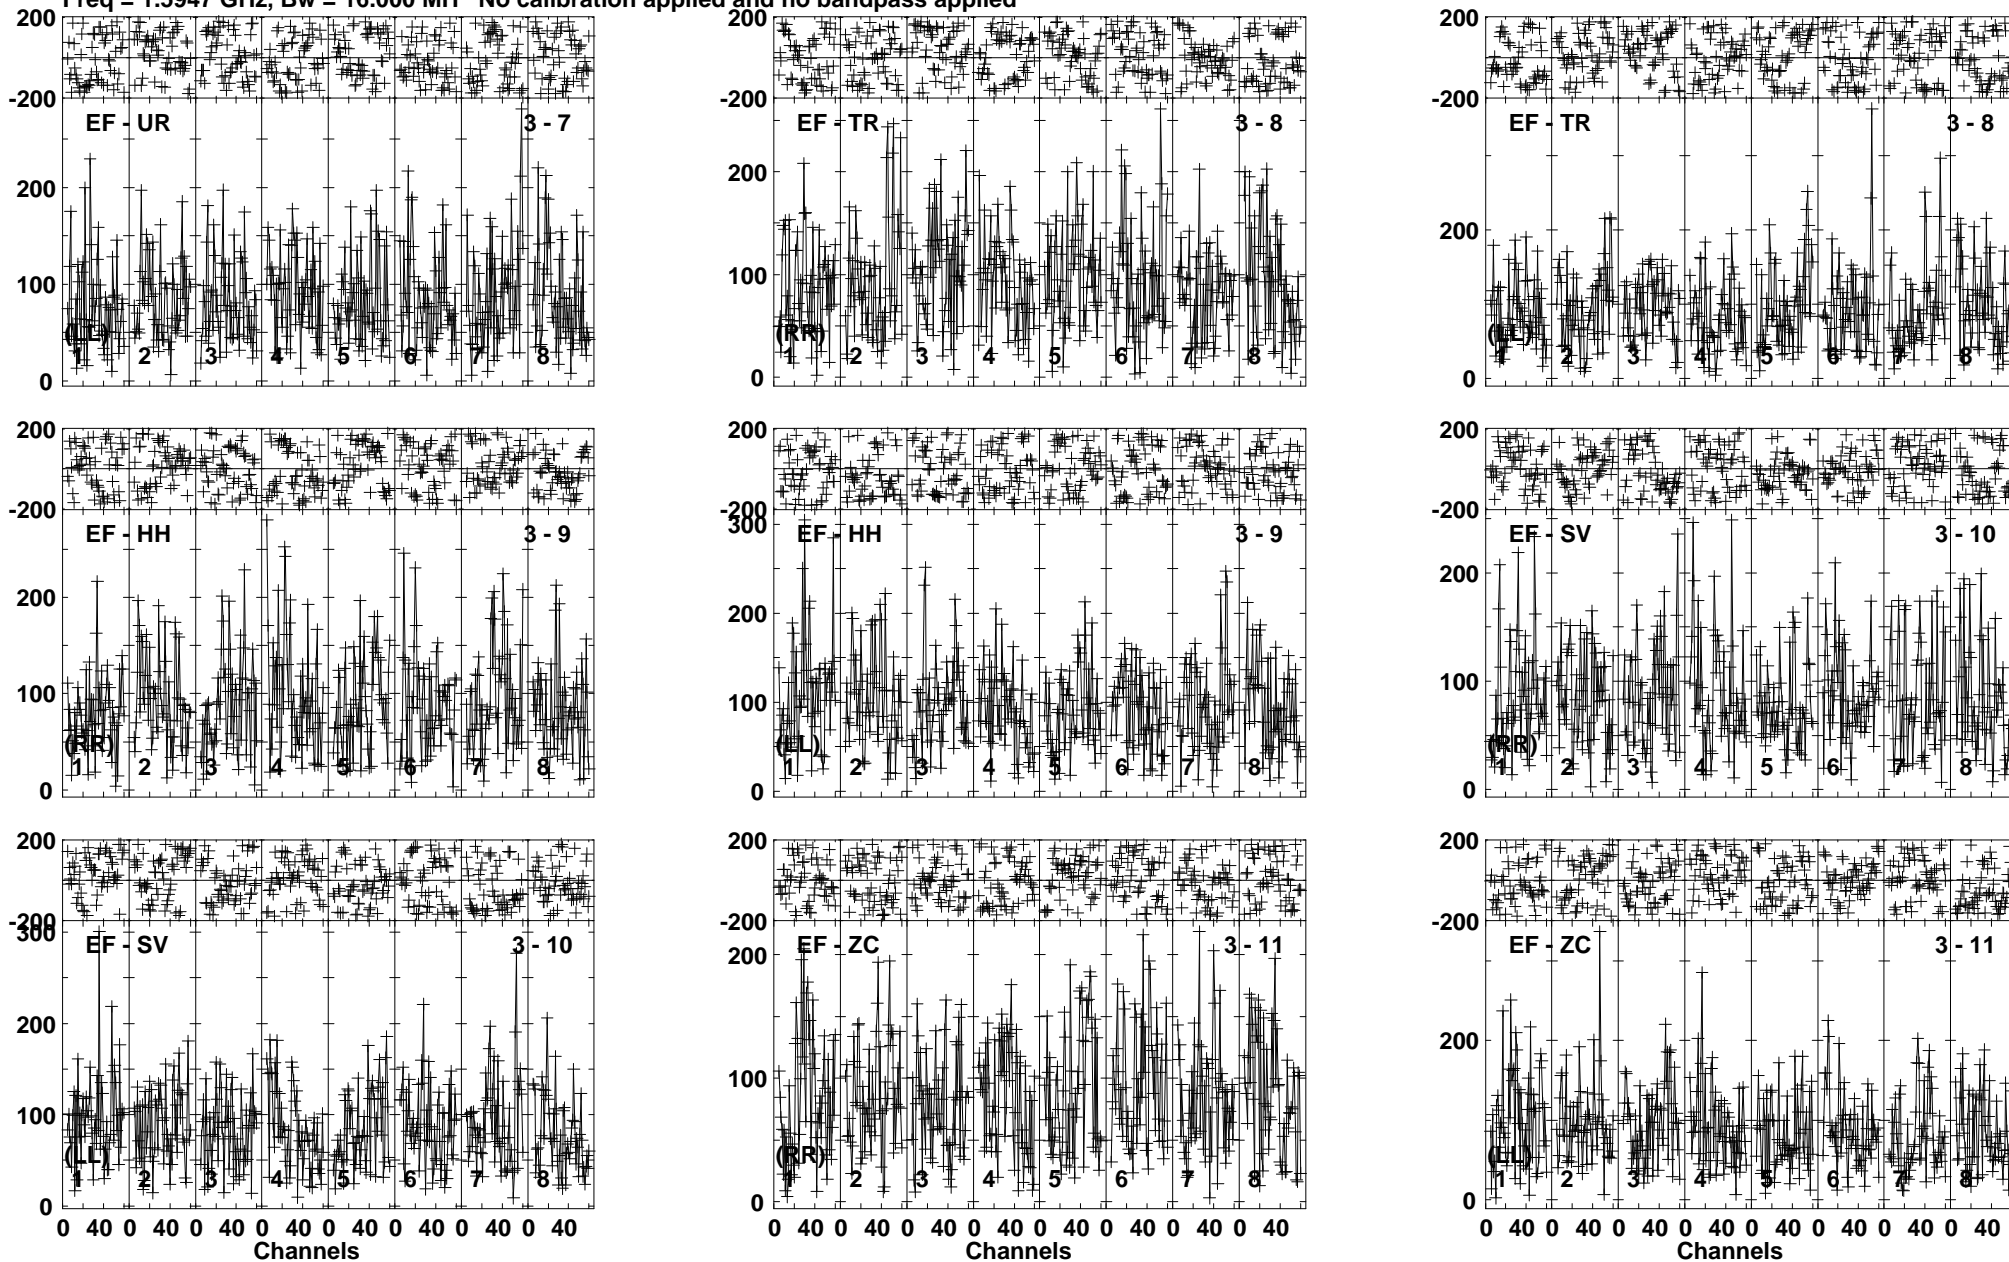 Freq = 1.5947 GHz, Bw = 16.000 MH No calibration applied and no bandpass applied
200 200 200
-200 -200 -200
EF - UR 3 - 7 EF - TR 3 - 8 EF - TR 3 - 8
200 200 200
100 100
(LL) (RR) (LL)
1 2 3 4 5 6 7 8 1 2 3 4 5 6 7 8 1 2 3 4 5 6 7 8
0 0 0
200 200 200
-200 -200 -200
300
EF - HH 3 - 9 EF - HH 3 - 9 EF - SV 3 - 10
200 200 200
100 100 100
(RR) (LL) (RR)
1 2 3 4 5 6 7 8 1 2 3 4 5 6 7 8 1 2 3 4 5 6 7 8
0 0 0
200 200 200
-200 -200 -200
300
EF - SV 3 - 10 EF - ZC 3 - 11 EF - ZC 3 - 11
200 200 200
100 100
(LL) (RR) (LL)
1 2 3 4 5 6 7 8 1 2 3 4 5 6 7 8 1 2 3 4 5 6 7 8
0 0 0
0 40 0 40 0 40 0 40 0 40 0 40 0 40 0 40 0 40 0 40 0 40 0 40 0 40 0 40 0 40 0 40 0 40 0 40 0 40 0 40 0 40 0 40 0 40 0 40
Channels Channels Channels